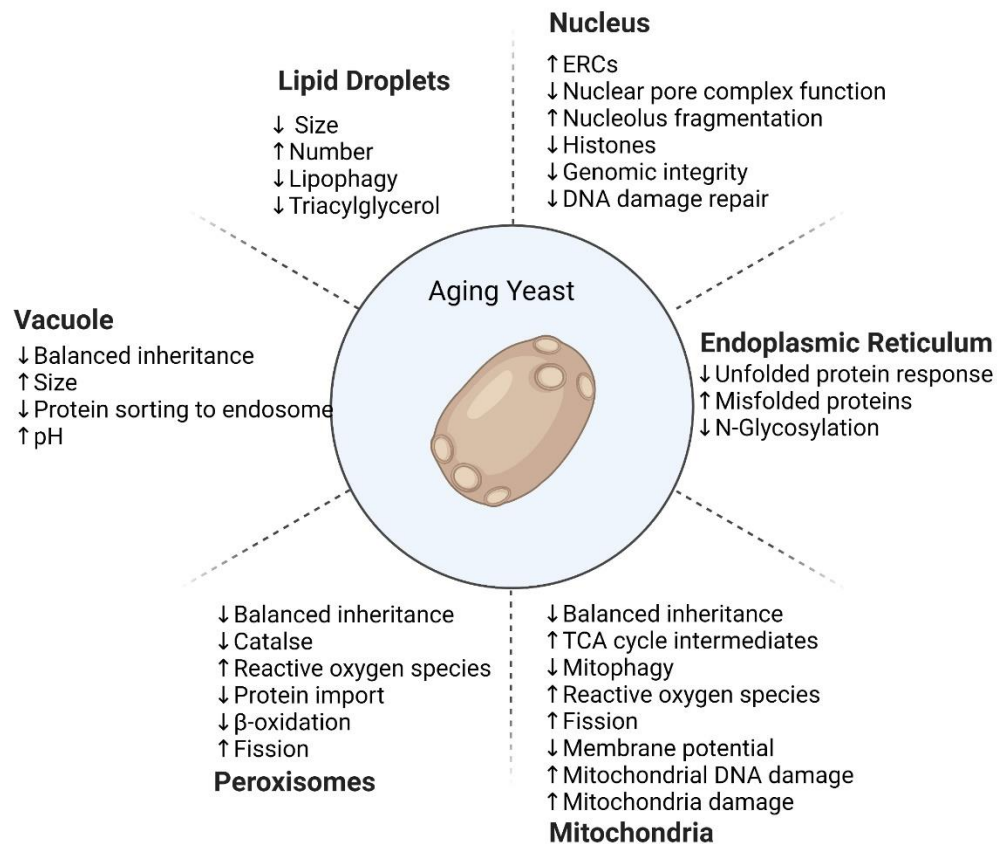 Nucleus
↑ERCs
↓Nuclear pore complex function
↑Nucleolus fragmentation
↓Histones
↓Genomic integrity
↓DNA damage repair
Lipid Droplets
↓ Size
↑Number
↓Lipophagy
↓Triacylglycerol
Aging Yeast
Vacuole
↓Balanced inheritance
↑Size
↓Protein sorting to endosome
↑pH
Endoplasmic Reticulum
↓Unfolded protein response
↑Misfolded proteins
↓N-Glycosylation
↓Balanced inheritance
↓Catalse
↑Reactive oxygen species
↓Protein import
↓β-oxidation
↑Fission
Peroxisomes
↓Balanced inheritance
↑TCA cycle intermediates
↓Mitophagy
↑Reactive oxygen species
↑Fission
↓Membrane potential
↑Mitochondrial DNA damage
↑Mitochondria damage
Mitochondria